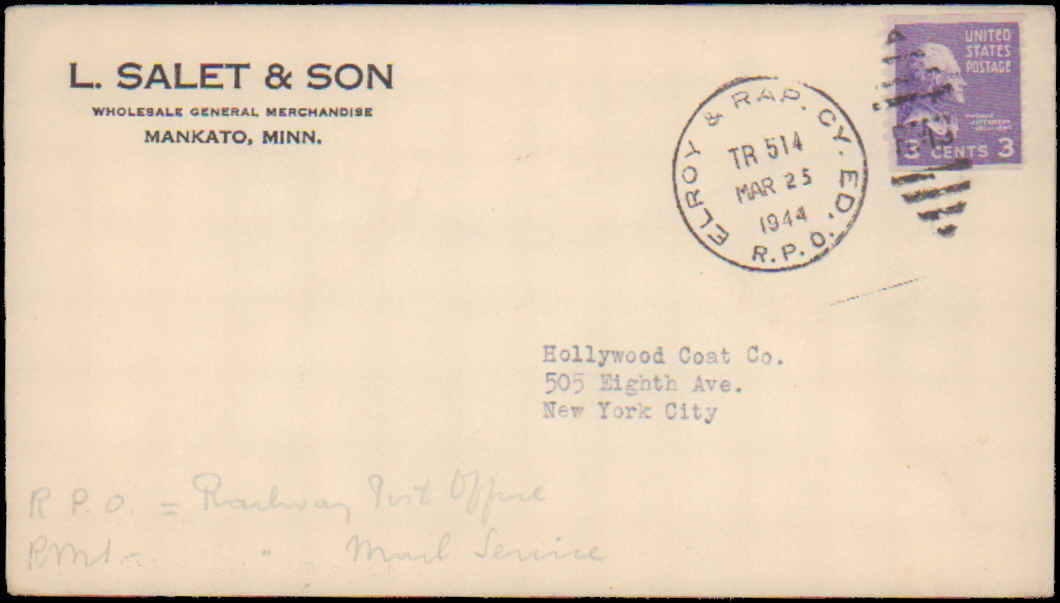 L. SALET & SON
WHOLESALE GENERAL MERCHANDISE
MANKATO, MINN.
ELROY & RAP. CY. ED.
R.P.O.
TR 514
MAR 25
1944
UNITED
STATES
POSTAGE
3 CENTS 3
Hollywood Coat Co.
505 Eighth Ave.
New York City
R P. O. = Railway Post Office
" Mail Service